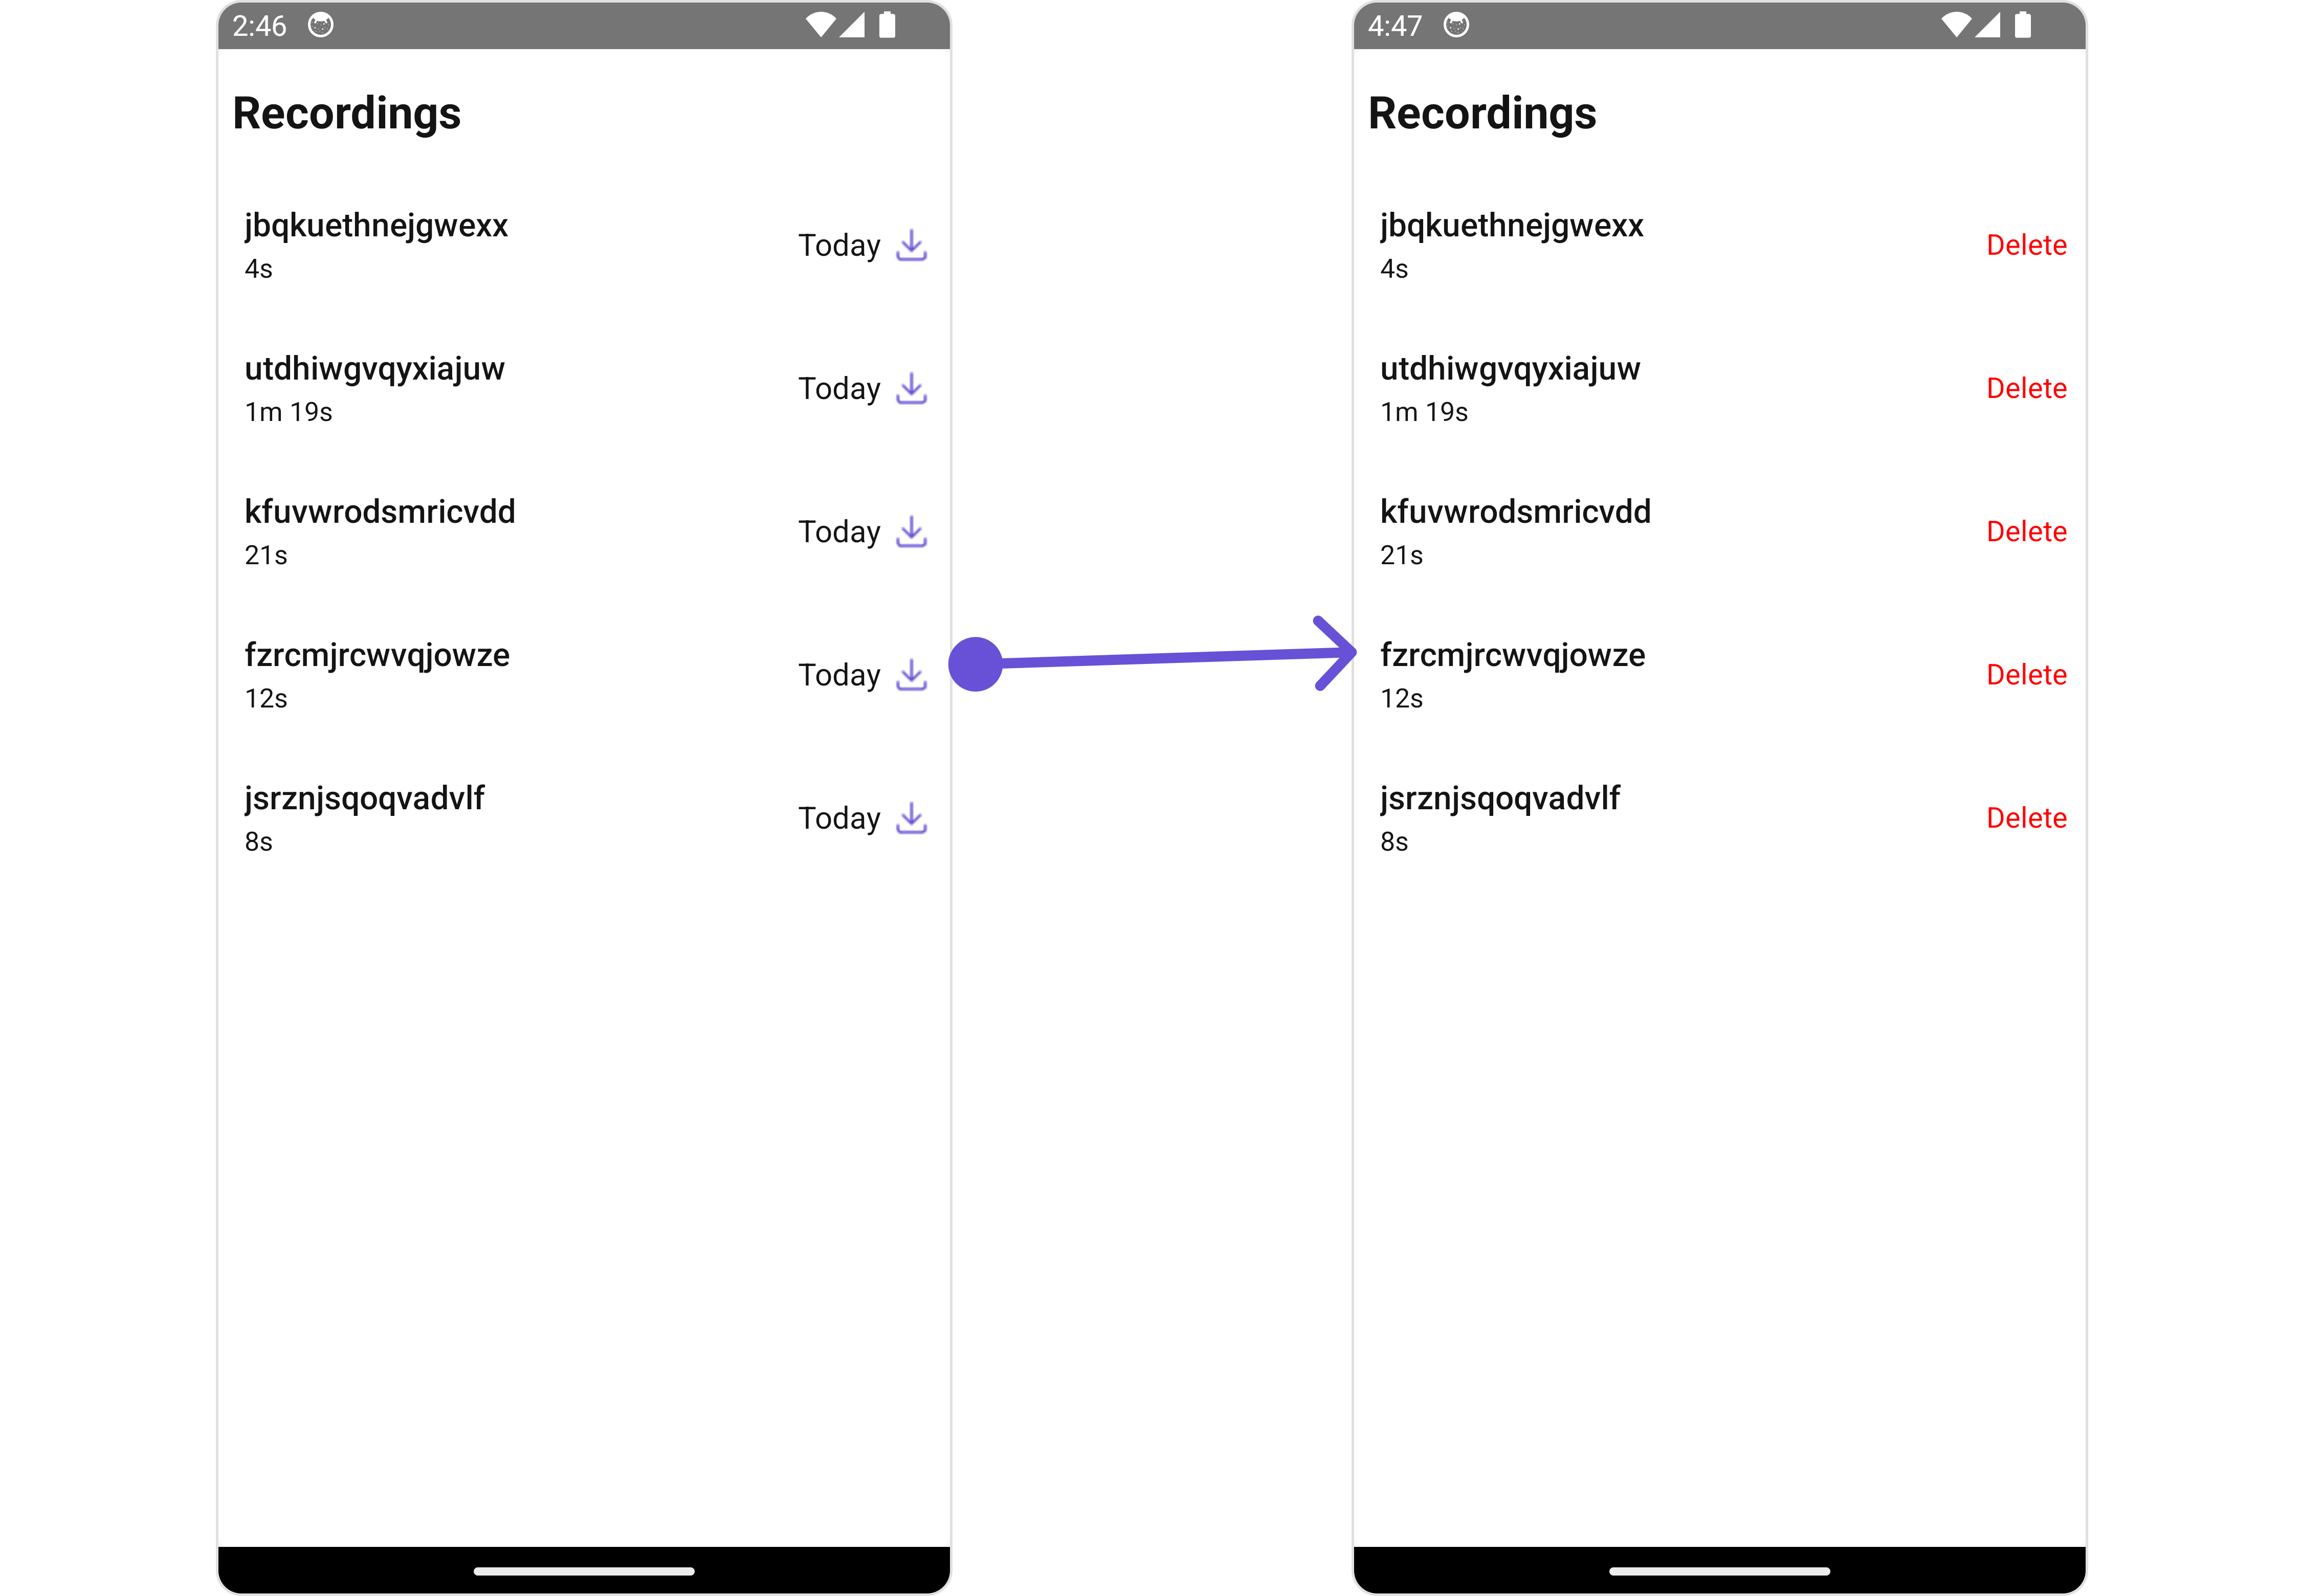 2:46
Recordings
jbqkuethnejgwexx
4s
Today
utdhiwgvqyxiajuw
1m 19s
Today
kfuvwrodsmricvdd
21s
Today
fzrcmjrcwvqjowze
12s
Today
jsrznjsqoqvadvlf
8s
Today
4:47
Recordings
jbqkuethnejgwexx
4s
Delete
utdhiwgvqyxiajuw
1m 19s
Delete
kfuvwrodsmricvdd
21s
Delete
fzrcmjrcwvqjowze
12s
Delete
jsrznjsqoqvadvlf
8s
Delete